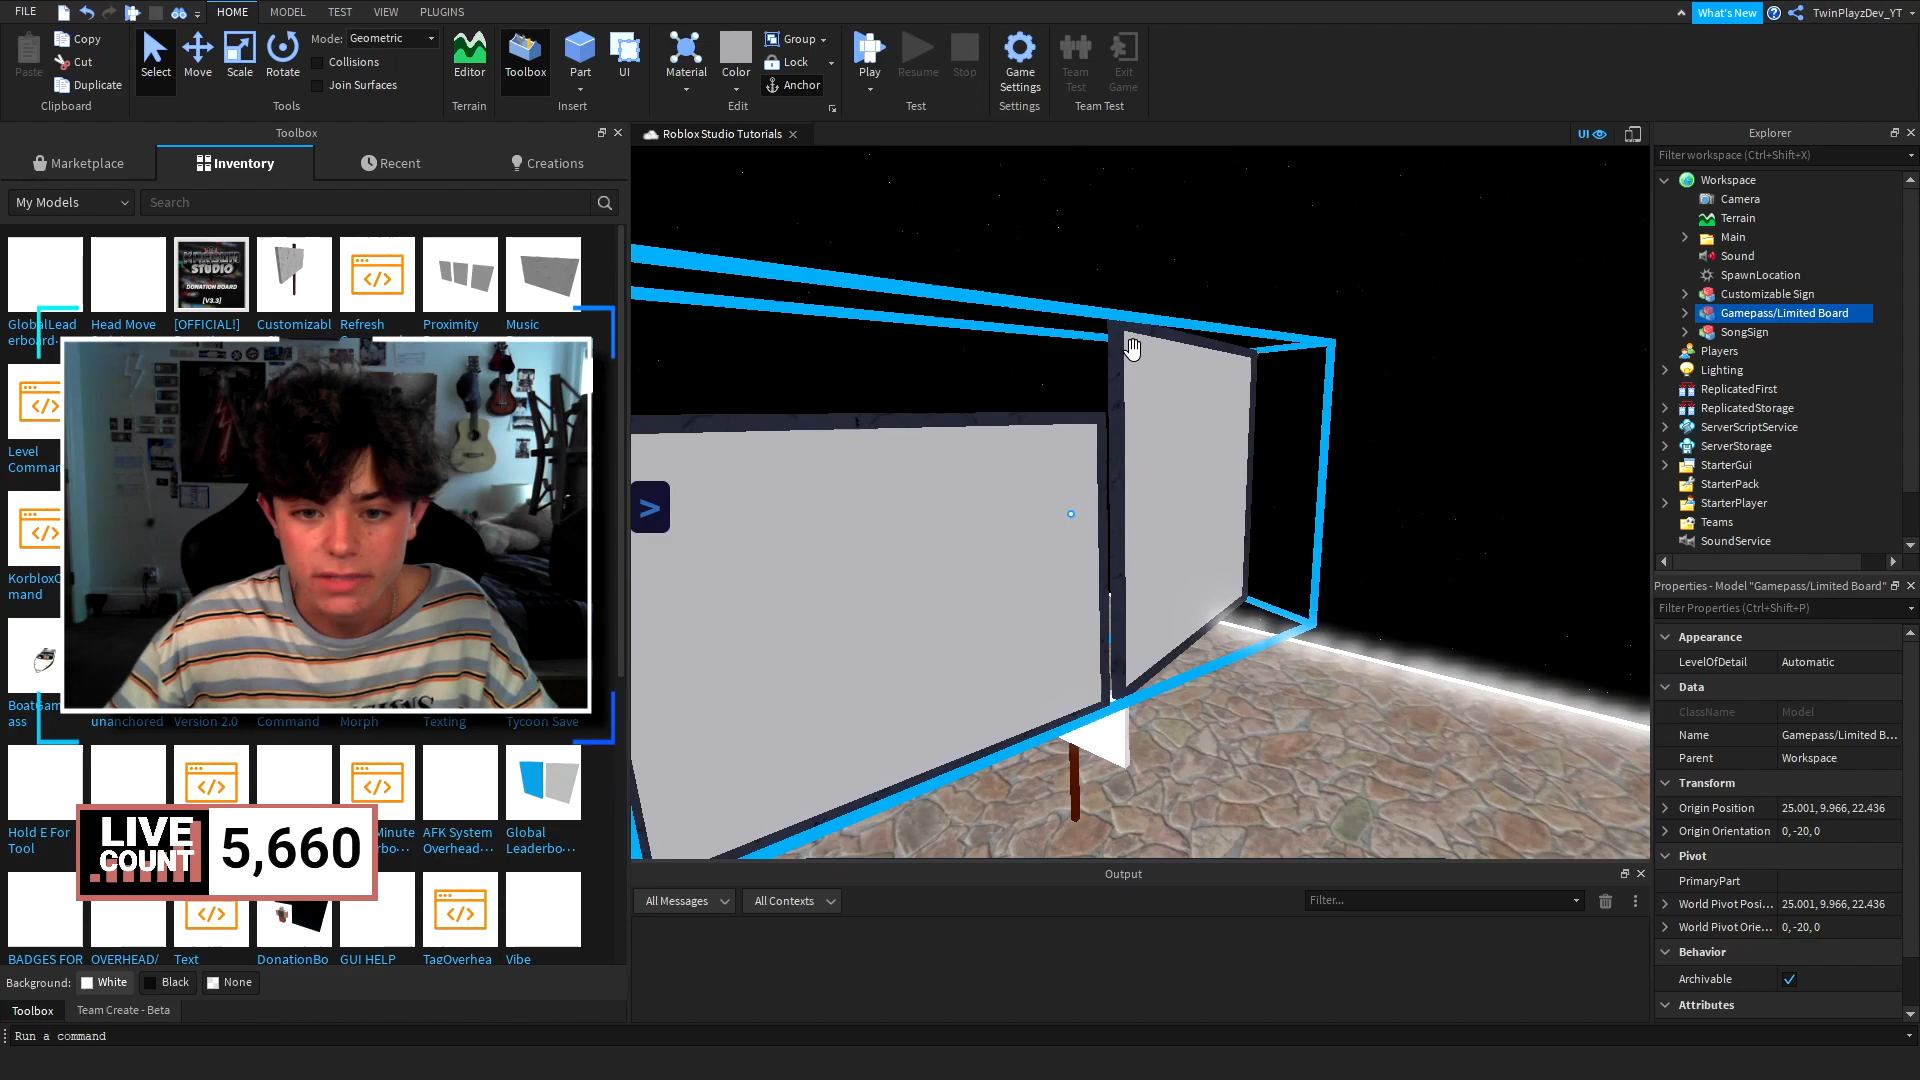 FILE HOME MODEL TEST VIEW PLUGINS What's New TwinPlayzDev_YT
Paste Copy Cut Duplicate Clipboard
Select Move Scale Rotate Mode: Geometric Collisions Join Surfaces Tools
Editor Terrain
Toolbox Part UI Insert
Material Color Group Lock Anchor Edit
Play Resume Stop Test
Game Settings Settings
Team Test Exit Game Team Test
Toolbox
Marketplace Inventory Recent Creations
My Models Search
STUDIO
DONATION BOARD
[V3.3]
Head Move [OFFICIAL!] Customizabl Refresh Proximity Music
Level
KorbloxC
mand
ass unanchored Version 2.0 Command Morph Texting Tycoon Save
Hold E For Tool
Minute
AFK System Overhead...
Global Leaderbo...
LIVE COUNT 5,660
BADGES FOR OVERHEAD/ Text DonationBo GUI HELP TagOverhea Vibe
Background: White Black None
Toolbox Team Create - Beta
Run a command
Roblox Studio Tutorials UI
>
Output
All Messages All Contexts Filter...
Explorer
Filter workspace (Ctrl+Shift+X)
Workspace
Camera
Terrain
Main
Sound
SpawnLocation
Customizable Sign
Gamepass/Limited Board
SongSign
Players
Lighting
ReplicatedFirst
ReplicatedStorage
ServerScriptService
ServerStorage
StarterGui
StarterPack
StarterPlayer
Teams
SoundService
Properties - Model "Gamepass/Limited Board"
Filter Properties (Ctrl+Shift+P)
Appearance
LevelOfDetail Automatic
Data
ClassName Model
Name Gamepass/Limited B...
Parent Workspace
Transform
Origin Position 25.001, 9.966, 22.436
Origin Orientation 0, -20, 0
Pivot
PrimaryPart
World Pivot Posi... 25.001, 9.966, 22.436
World Pivot Orie... 0, -20, 0
Behavior
Archivable
Attributes